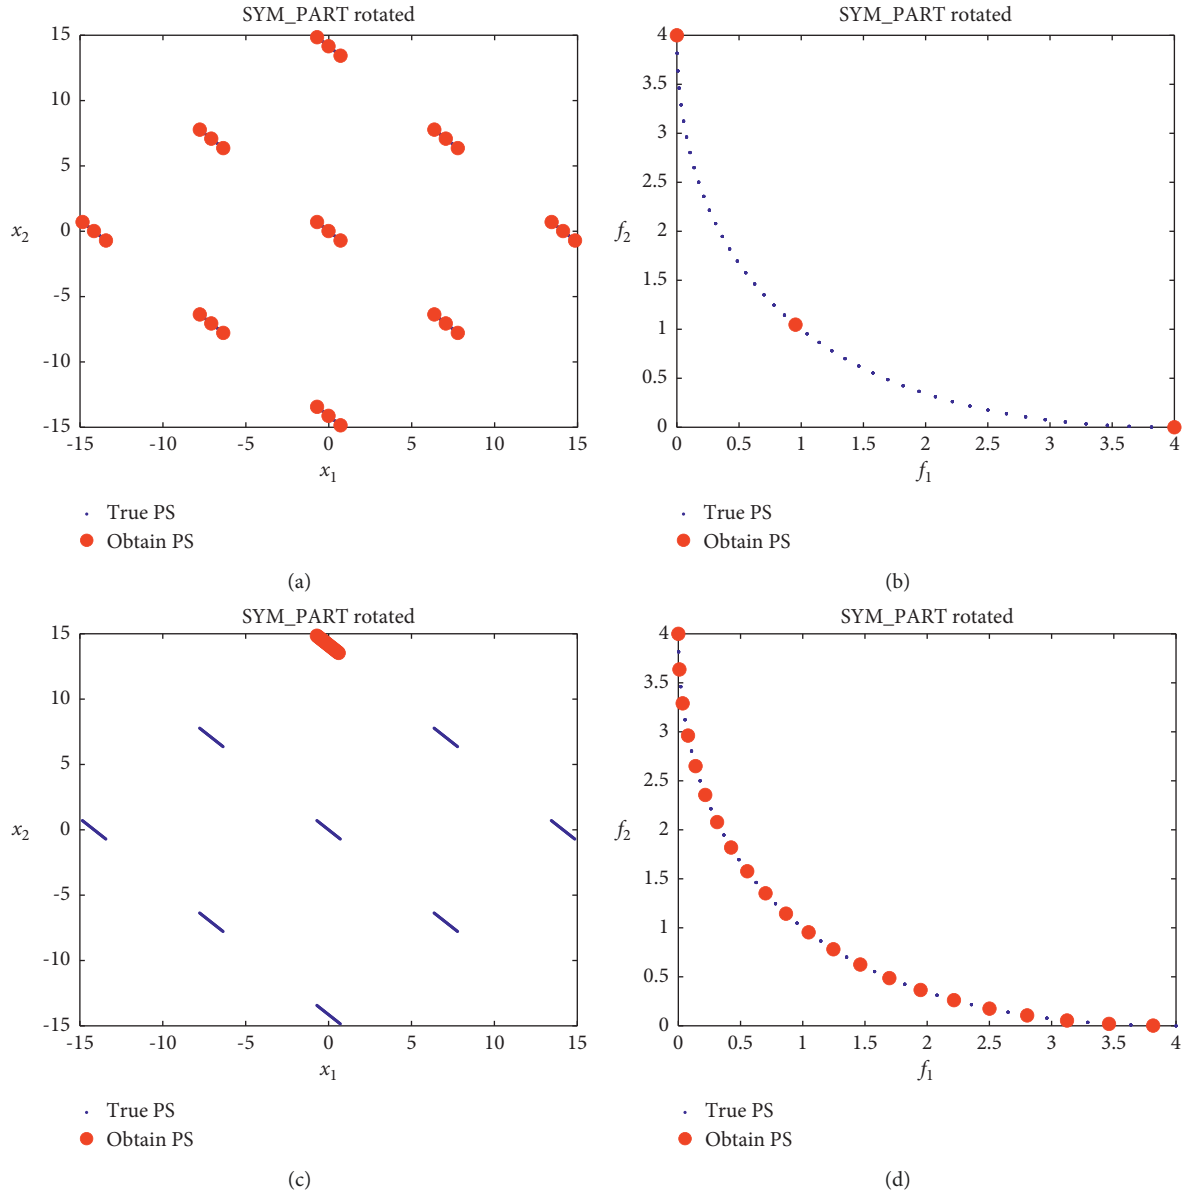 SYM_PART rotated
15
10
5
0
-5
-10
-15
x2
-15 -10 -5 0 5 10 15
x1
True PS
Obtain PS
(a)
SYM_PART rotated
4
3.5
3
2.5
2
1.5
1
0.5
0
f2
0 0.5 1 1.5 2 2.5 3 3.5 4
f1
True PS
Obtain PS
(b)
SYM_PART rotated
15
10
5
0
-5
-10
-15
x2
-15 -10 -5 0 5 10 15
x1
True PS
Obtain PS
(c)
SYM_PART rotated
4
3.5
3
2.5
2
1.5
1
0.5
0
f2
0 0.5 1 1.5 2 2.5 3 3.5 4
f1
True PS
Obtain PS
(d)